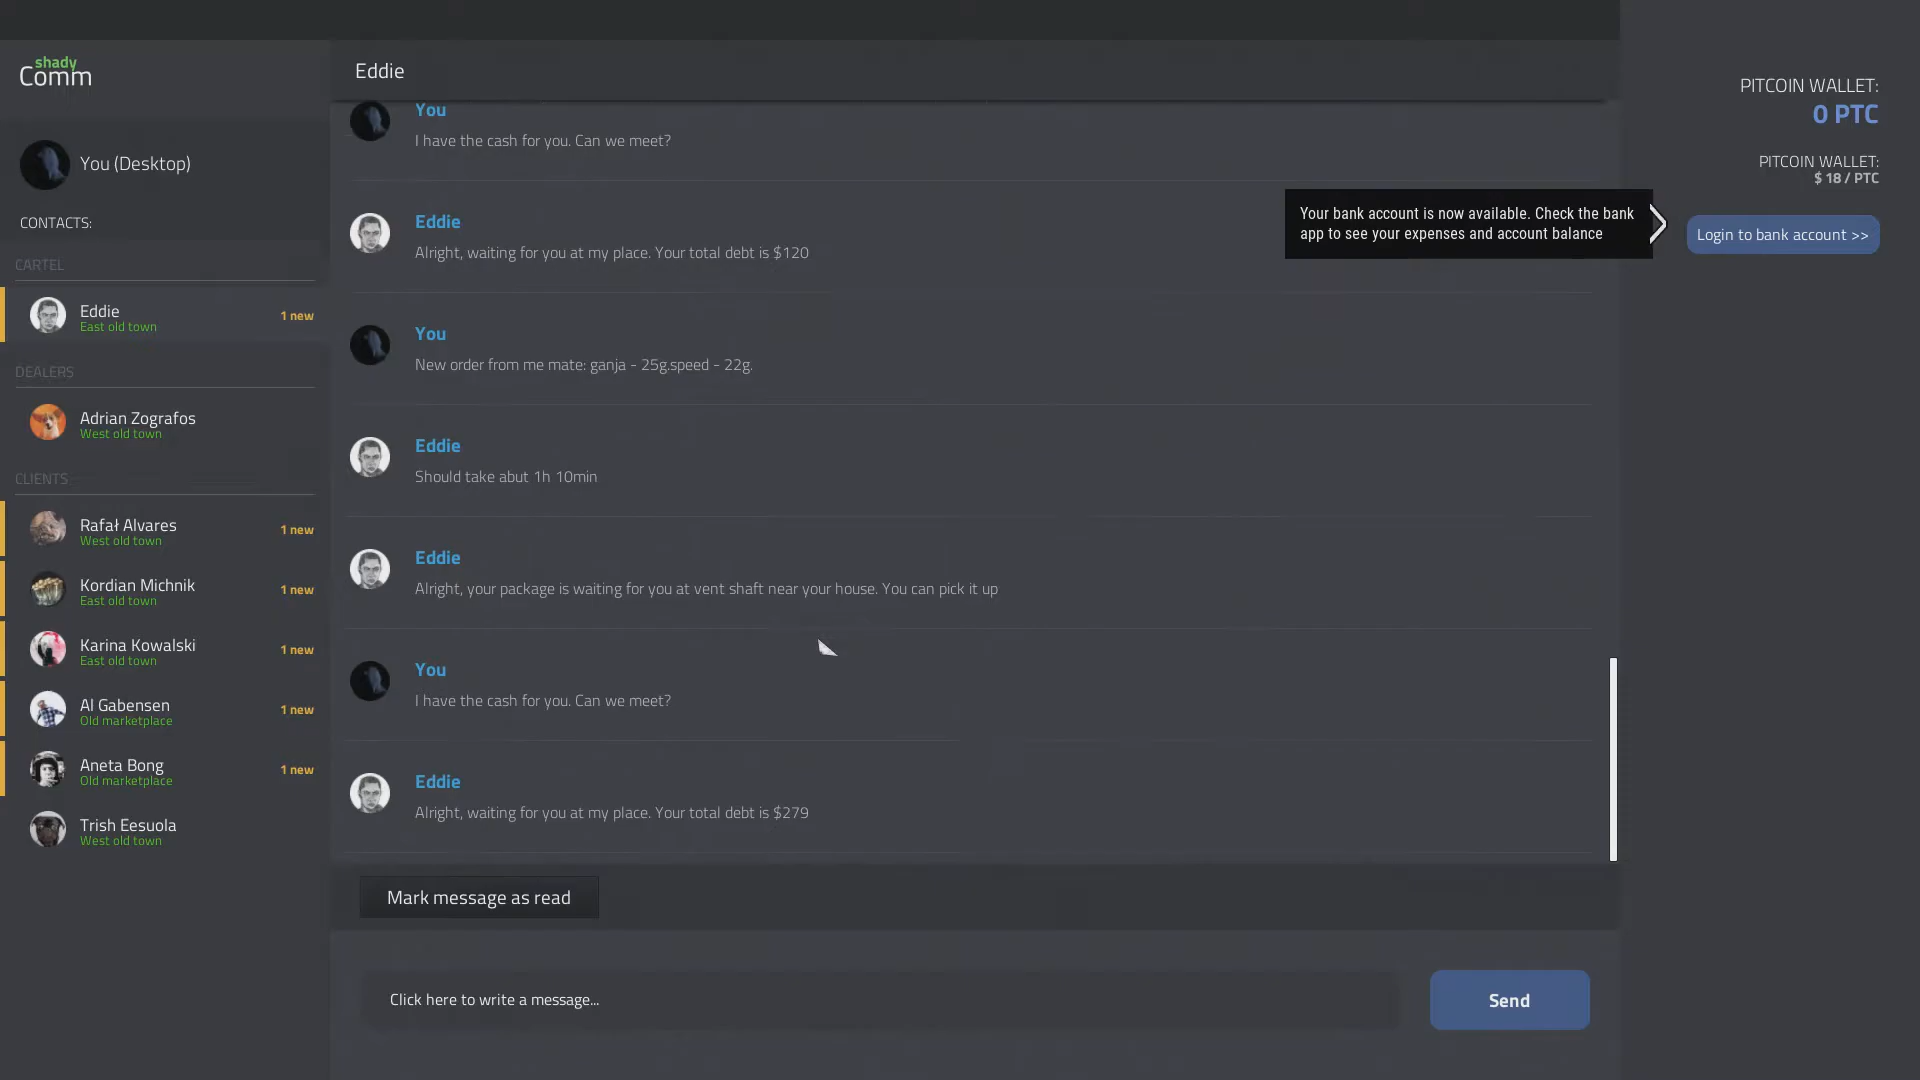 shady
Comm
You (Desktop)
CONTACTS:
CARTEL
Eddie
East old town
1 new
DEALERS
Adrian Zografos
West old town
CLIENTS
Rafał Alvares
West old town
1 new
Kordian Michnik
East old town
1 new
Karina Kowalski
East old town
1 new
Al Gabensen
Old marketplace
1 new
Aneta Bong
Old marketplace
1 new
Trish Eesuola
West old town
Eddie
You
I have the cash for you. Can we meet?
Eddie
Alright, waiting for you at my place. Your total debt is $120
You
New order from me mate: ganja - 25g.speed - 22g.
Eddie
Should take abut 1h 10min
Eddie
Alright, your package is waiting for you at vent shaft near your house. You can pick it up
You
I have the cash for you. Can we meet?
Eddie
Alright, waiting for you at my place. Your total debt is $279
Mark message as read
Click here to write a message...
Send
PITCOIN WALLET:
0 PTC
PITCOIN WALLET:
$ 18 / PTC
Your bank account is now available. Check the bank
app to see your expenses and account balance
Login to bank account >>